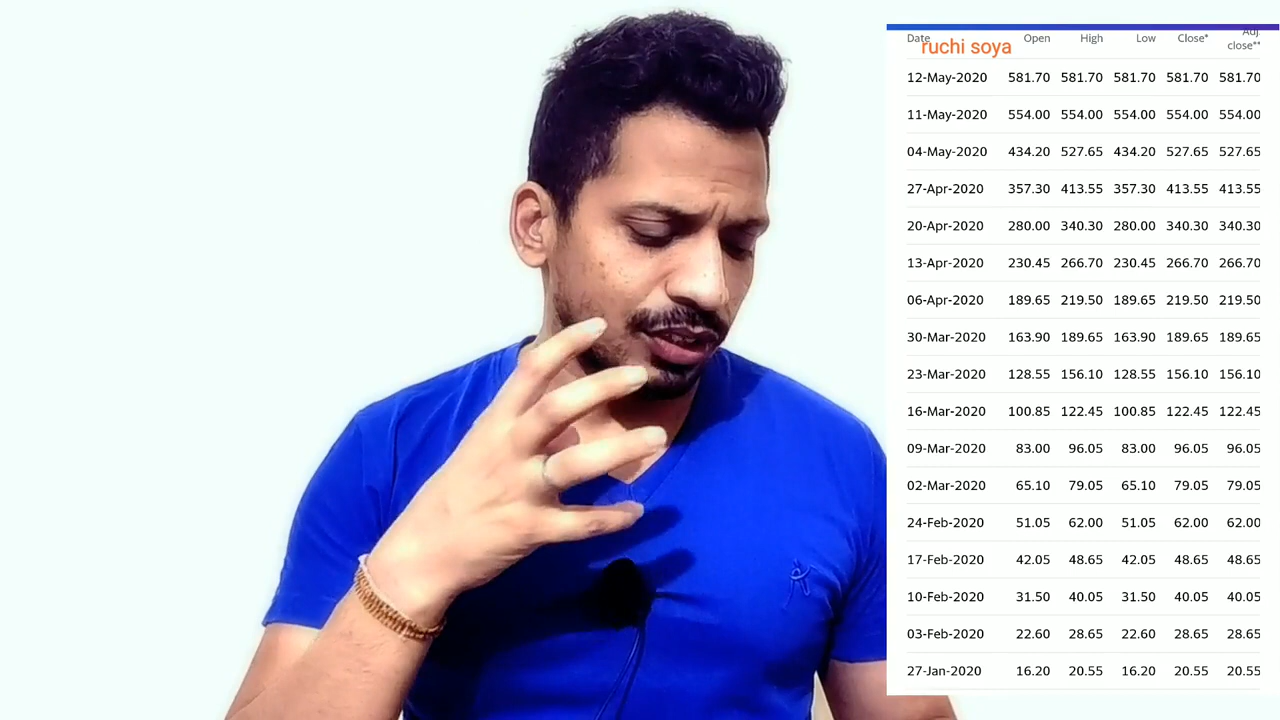 Date Open High Low Close* Adj close**
ruchi soya
12-May-2020 581.70 581.70 581.70 581.70 581.70
11-May-2020 554.00 554.00 554.00 554.00 554.00
04-May-2020 434.20 527.65 434.20 527.65 527.65
27-Apr-2020 357.30 413.55 357.30 413.55 413.55
20-Apr-2020 280.00 340.30 280.00 340.30 340.30
13-Apr-2020 230.45 266.70 230.45 266.70 266.70
06-Apr-2020 189.65 219.50 189.65 219.50 219.50
30-Mar-2020 163.90 189.65 163.90 189.65 189.65
23-Mar-2020 128.55 156.10 128.55 156.10 156.10
16-Mar-2020 100.85 122.45 100.85 122.45 122.45
09-Mar-2020 83.00 96.05 83.00 96.05 96.05
02-Mar-2020 65.10 79.05 65.10 79.05 79.05
24-Feb-2020 51.05 62.00 51.05 62.00 62.00
17-Feb-2020 42.05 48.65 42.05 48.65 48.65
10-Feb-2020 31.50 40.05 31.50 40.05 40.05
03-Feb-2020 22.60 28.65 22.60 28.65 28.65
27-Jan-2020 16.20 20.55 16.20 20.55 20.55